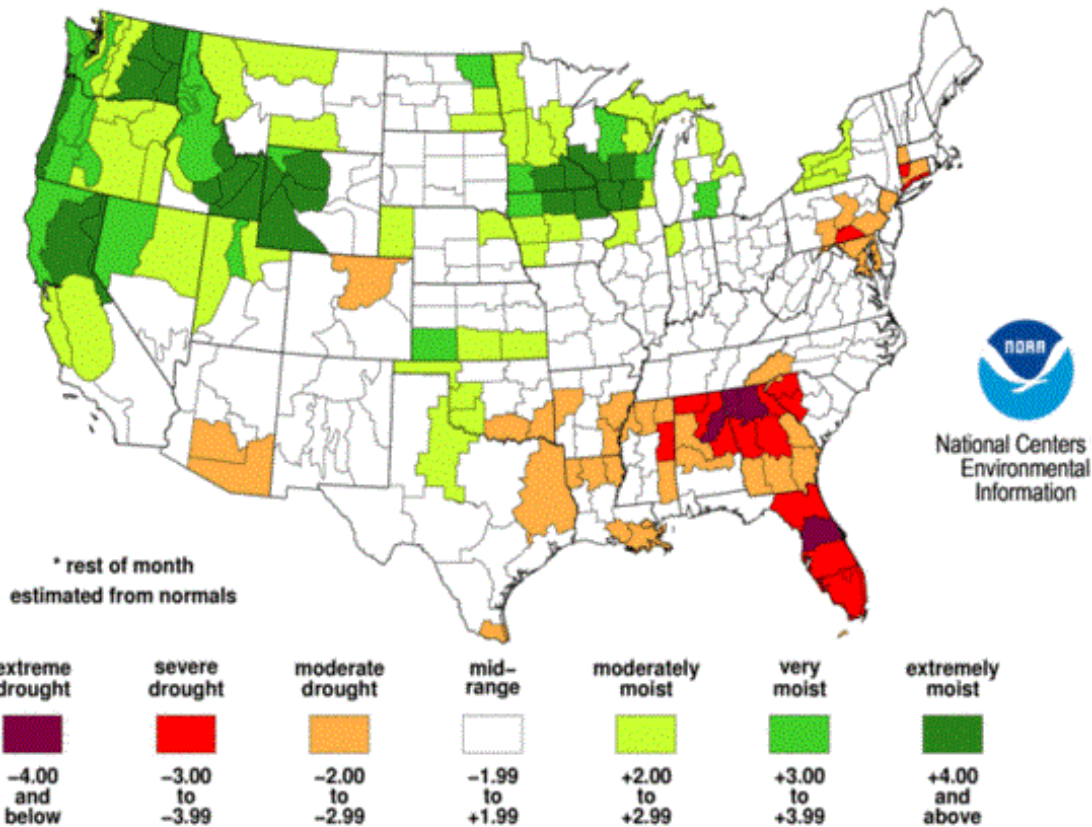 NOAA
National Centers
Environmental
Information
* rest of month
estimated from normals
extreme
drought
severe
drought
moderate
drought
mid-
range
moderately
moist
very
moist
extremely
moist
-4.00
and
below
-3.00
to
-3.99
-2.00
to
-2.99
-1.99
to
+1.99
+2.00
to
+2.99
+3.00
to
+3.99
+4.00
and
above